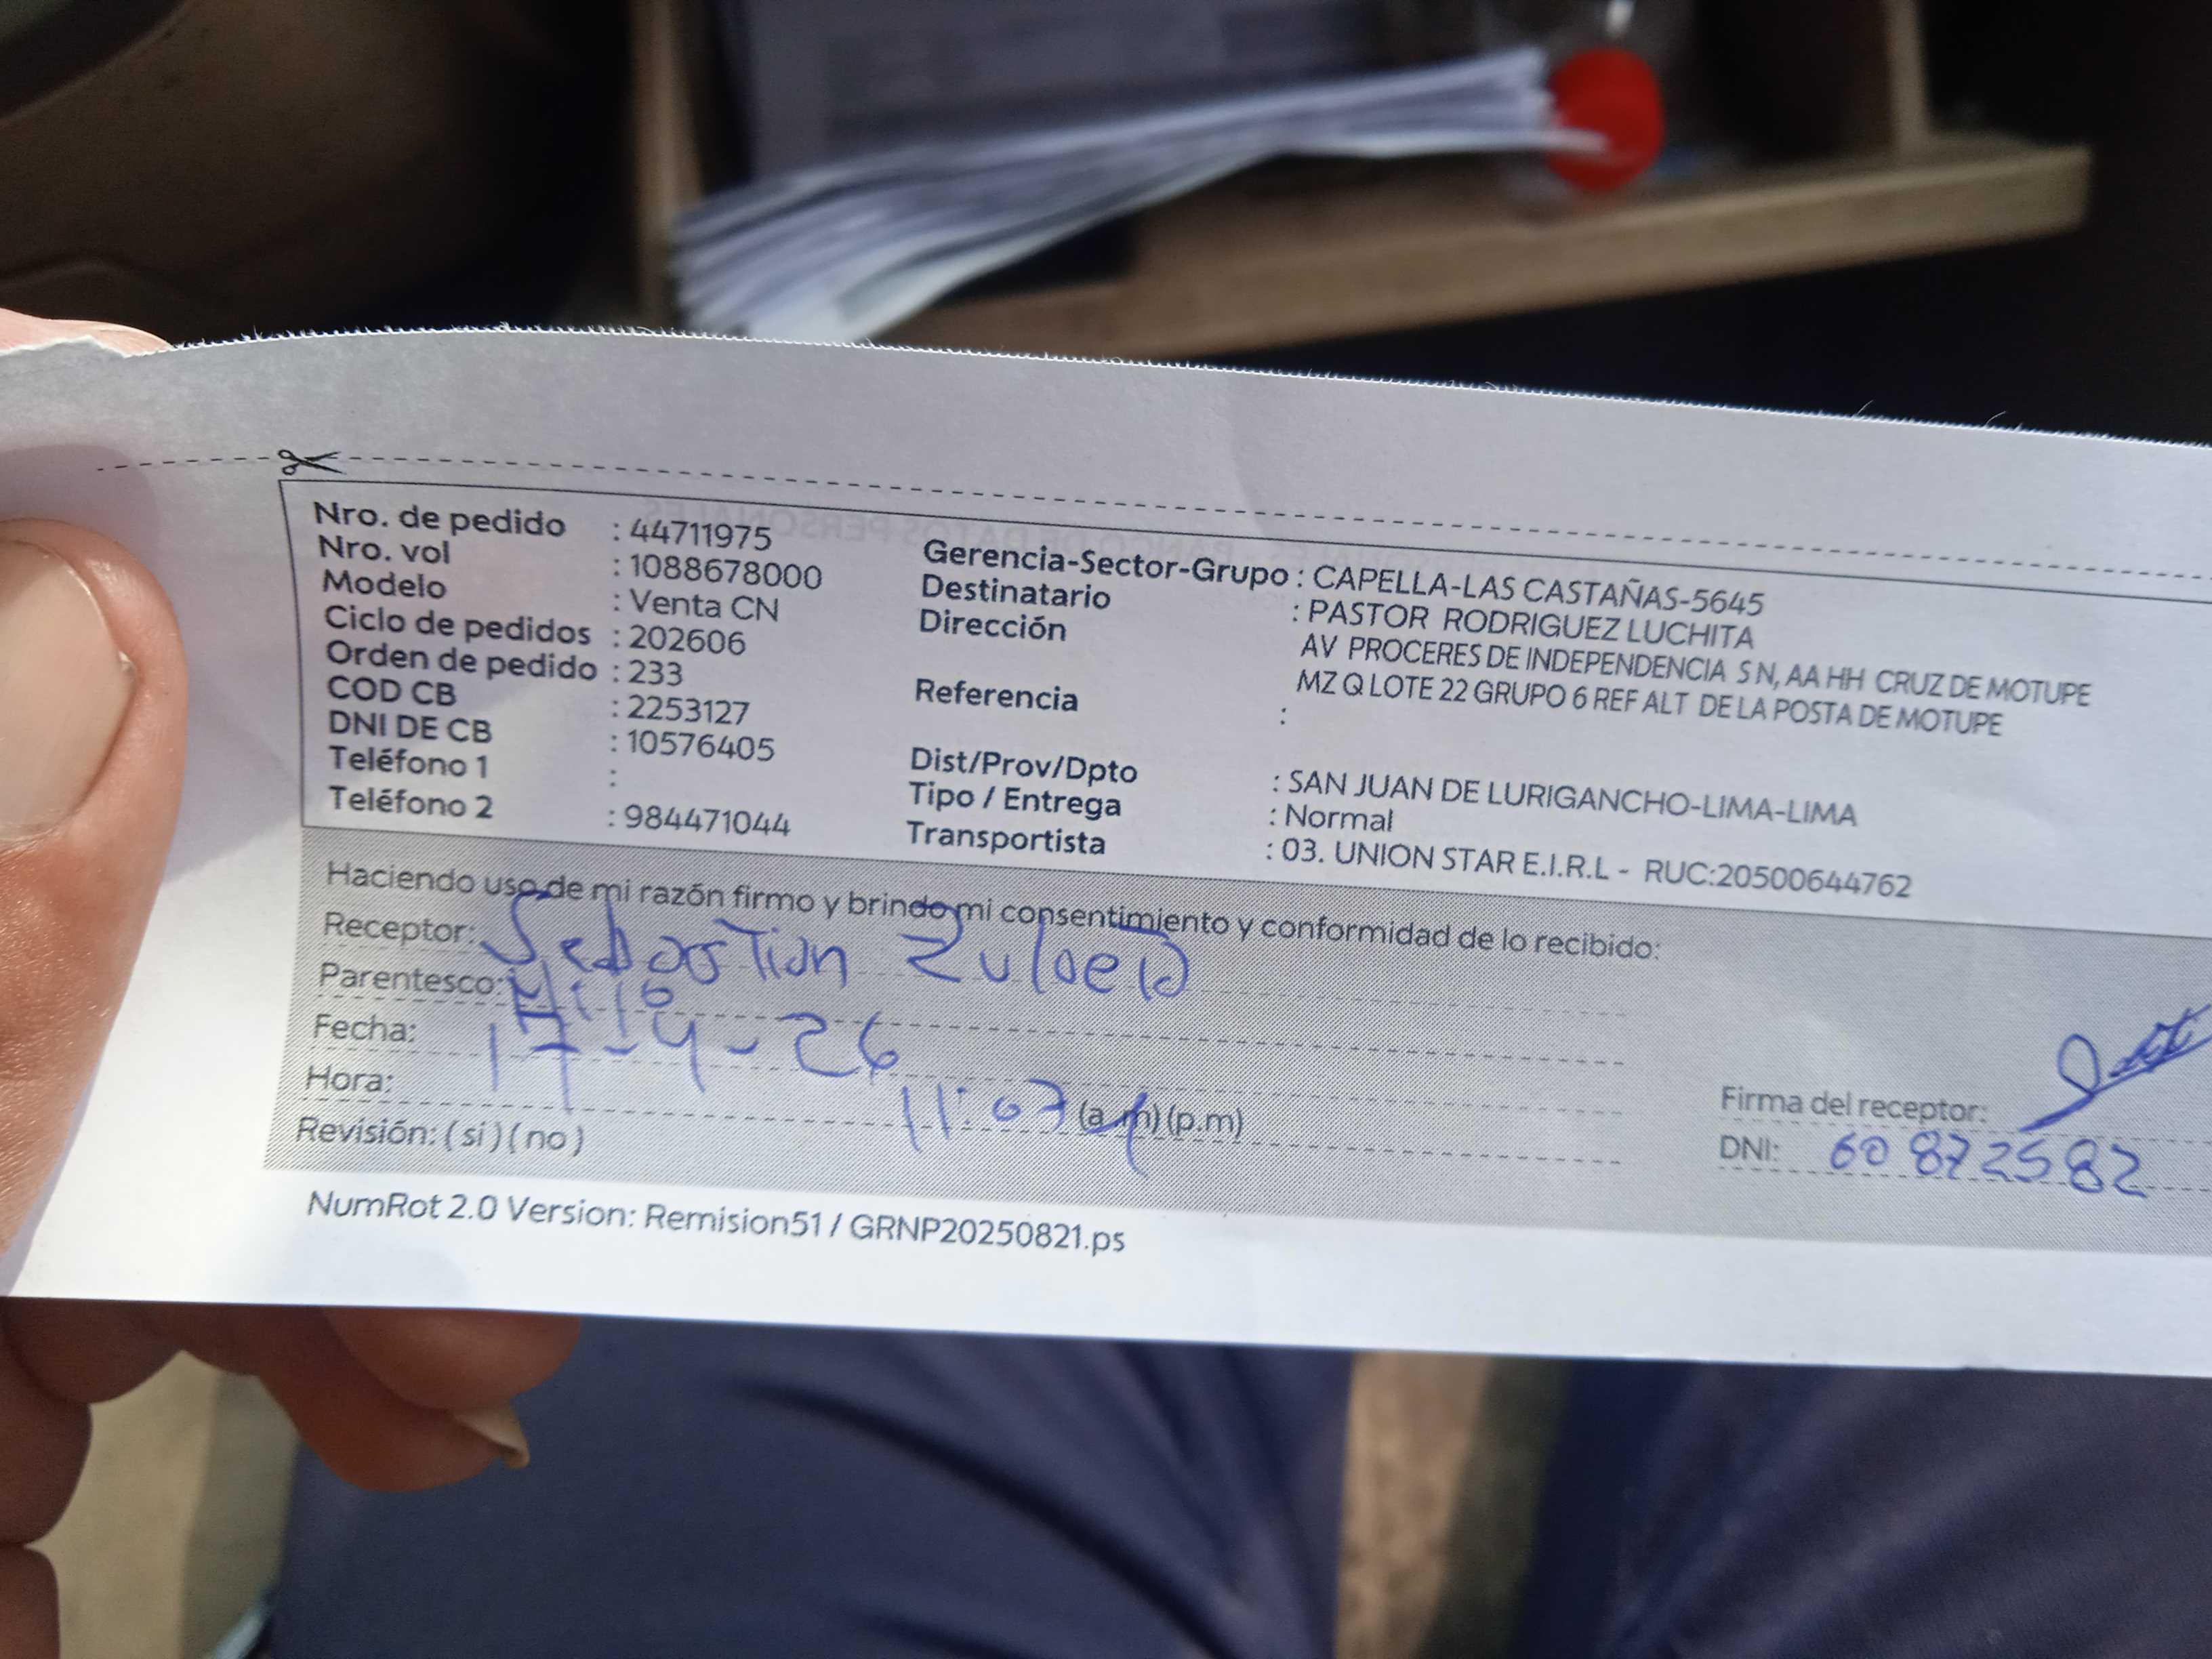 Nro. de pedido : 44711975
Nro. vol : 1088678000
Modelo : Venta CN
Ciclo de pedidos : 202606
Orden de pedido : 233
COD CB : 2253127
DNI DE CB : 10576405
Teléfono 1 :
Teléfono 2 : 984471044
Gerencia-Sector-Grupo : CAPELLA-LAS CASTAÑAS-5645
Destinatario : PASTOR RODRIGUEZ LUCHITA
Dirección AV PROCERES DE INDEPENDENCIA S N, AA HH CRUZ DE MOTUPE
MZ Q LOTE 22 GRUPO 6 REF ALT DE LA POSTA DE MOTUPE
Referencia :
Dist/Prov/Dpto : SAN JUAN DE LURIGANCHO-LIMA-LIMA
Tipo / Entrega : Normal
Transportista : 03. UNION STAR E.I.R.L - RUC:20500644762
Haciendo uso de mi razón firmo y brindo mi consentimiento y conformidad de lo recibido:
Receptor: Sebastian Zuloeta
Parentesco: Hijo
Fecha: 17-4-26
Hora: 11:07 (a.m) (p.m)
Revisión: ( si ) ( no )
Firma del receptor:
DNI: 60872582
NumRot 2.0 Version: Remision51 / GRNP20250821.ps